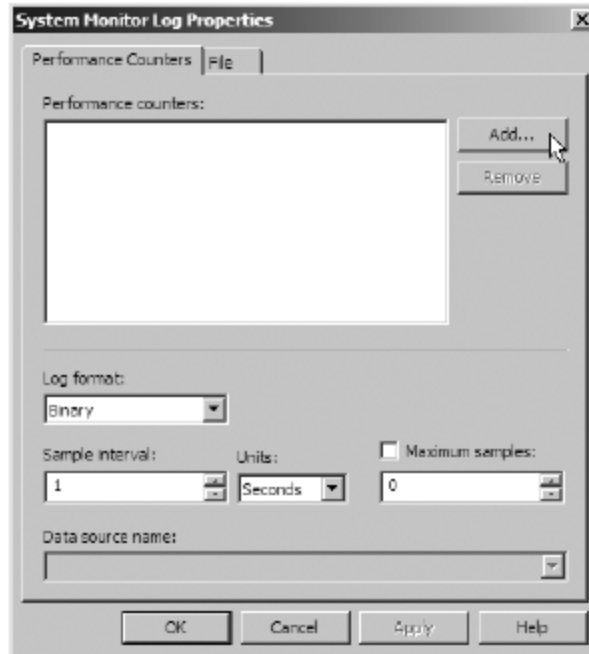 System Monitor Log Properties
Performance Counters
File
Performance counters:
Add...
Remove
Log format:
Binary
Sample interval:
Units:
Maximum samples:
1
Seconds
0
Data source name:
OK
Cancel
Apply
Help